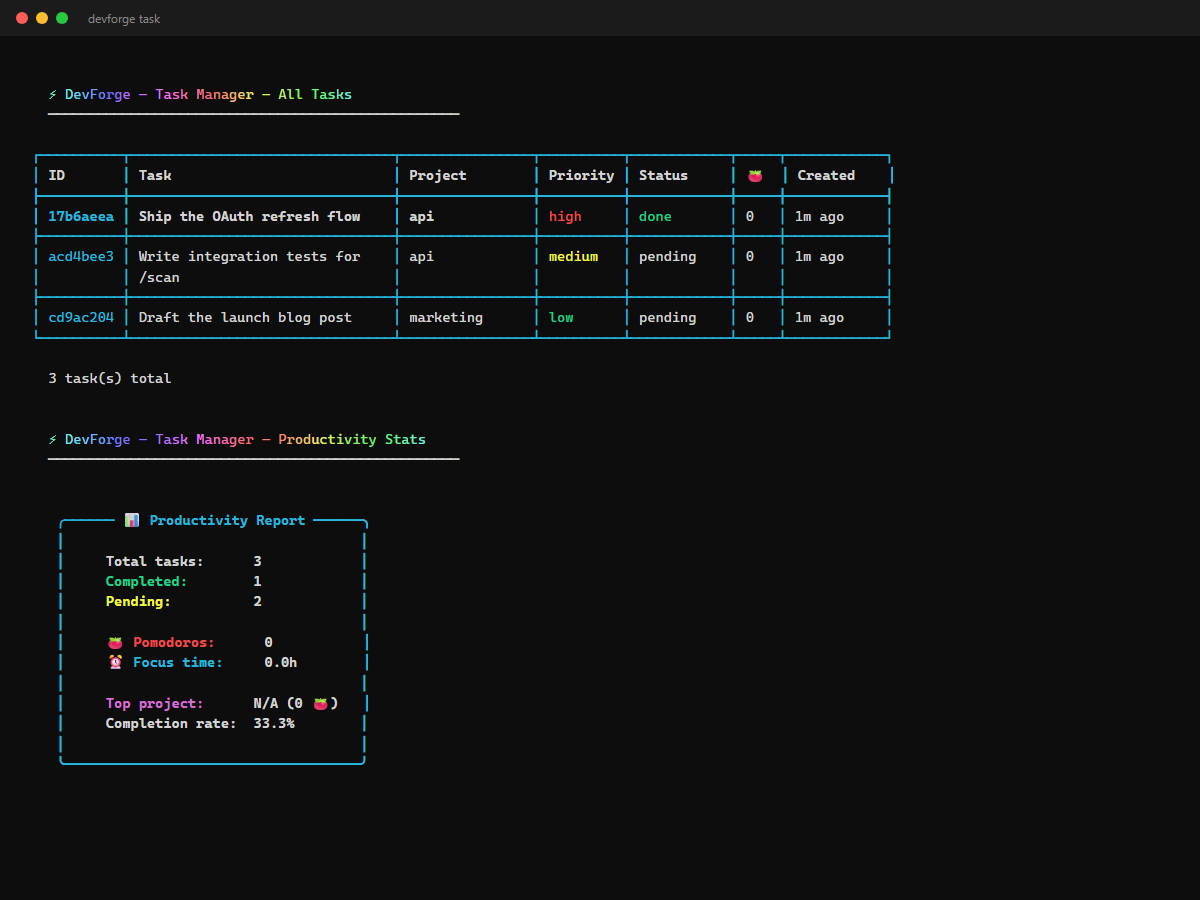 devforge task
⚡ DevForge — Task Manager — All Tasks
ID Task Project Priority Status 🍅 Created
17b6aeea Ship the OAuth refresh flow api high done 0 1m ago
acd4bee3 Write integration tests for api medium pending 0 1m ago
/scan
cd9ac204 Draft the launch blog post marketing low pending 0 1m ago
3 task(s) total
⚡ DevForge — Task Manager — Productivity Stats
📊 Productivity Report
Total tasks: 3
Completed: 1
Pending: 2
🍅 Pomodoros: 0
⏰ Focus time: 0.0h
Top project: N/A (0 🍅)
Completion rate: 33.3%